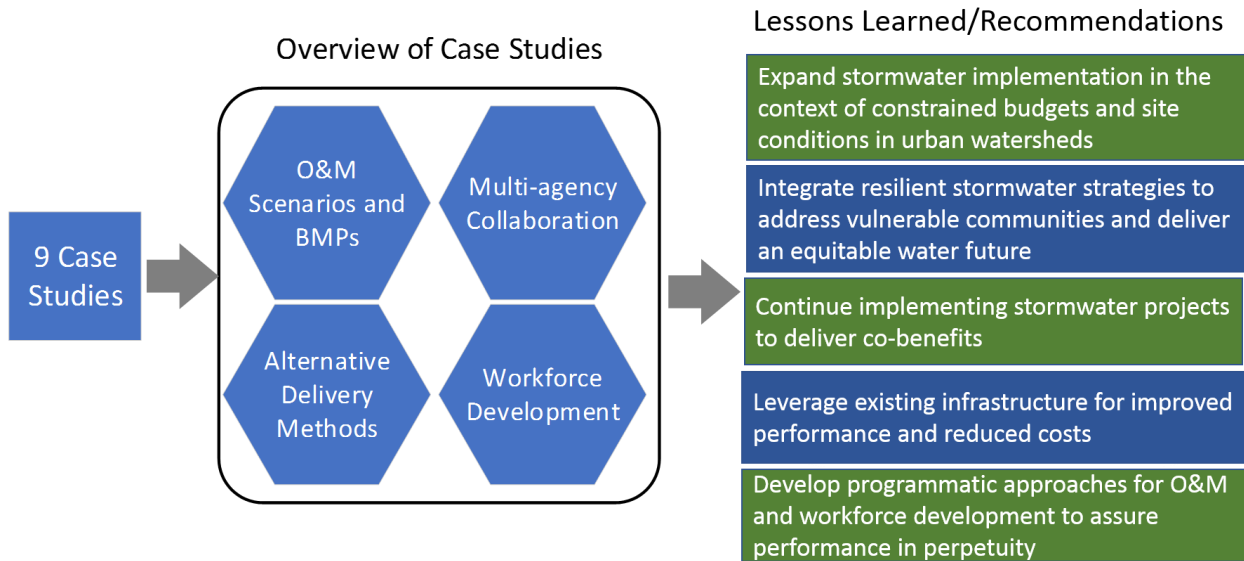 9 Case
Studies
Overview of Case Studies
O&M
Scenarios and
BMPs
Multi-agency
Collaboration
Alternative
Delivery
Methods
Workforce
Development
Lessons Learned/Recommendations
Expand stormwater implementation in the
context of constrained budgets and site
conditions in urban watersheds
Integrate resilient stormwater strategies to
address vulnerable communities and deliver
an equitable water future
Continue implementing stormwater projects
to deliver co-benefits
Leverage existing infrastructure for improved
performance and reduced costs
Develop programmatic approaches for O&M
and workforce development to assure
performance in perpetuity